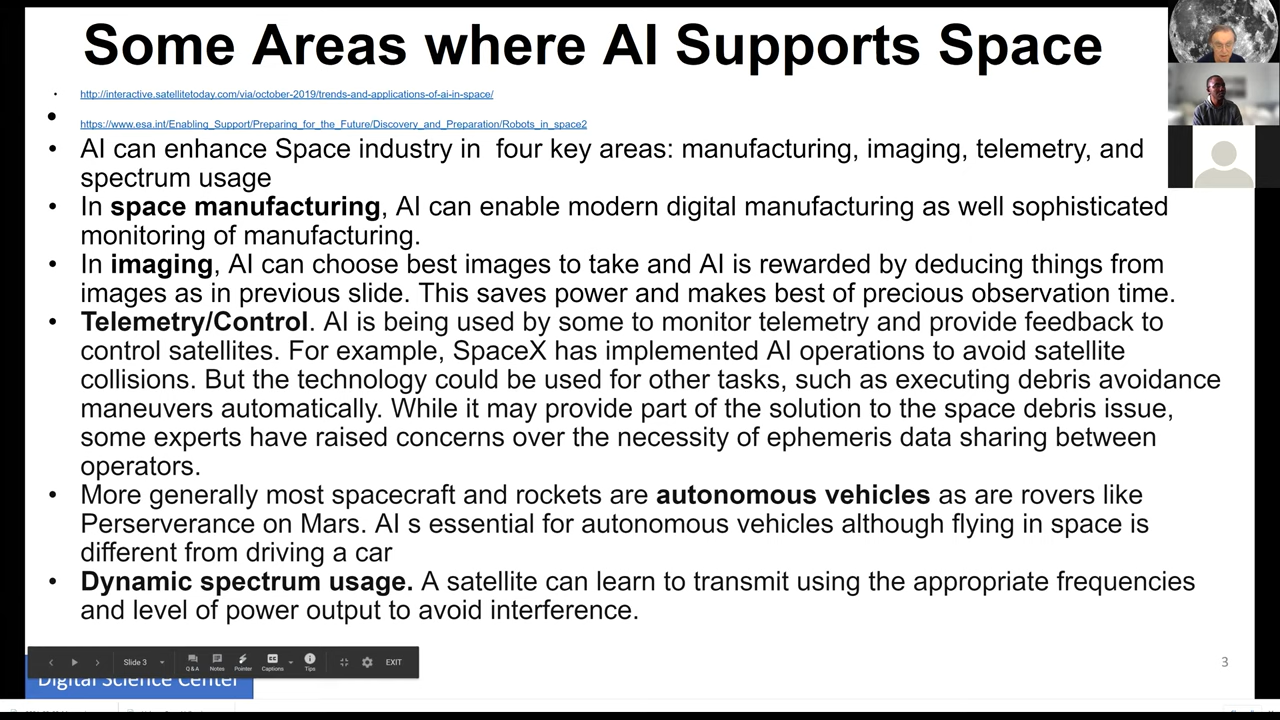 Some Areas where AI Supports Space
• http://interactive.satellitetoday.com/via/october-2019/trends-and-applications-of-ai-in-space/
• https://www.esa.int/Enabling_Support/Preparing_for_the_Future/Discovery_and_Preparation/Robots_in_space2
• AI can enhance Space industry in  four key areas: manufacturing, imaging, telemetry, and
spectrum usage
• In space manufacturing, AI can enable modern digital manufacturing as well sophisticated
monitoring of manufacturing.
• In imaging, AI can choose best images to take and AI is rewarded by deducing things from
images as in previous slide. This saves power and makes best of precious observation time.
• Telemetry/Control. AI is being used by some to monitor telemetry and provide feedback to
control satellites. For example, SpaceX has implemented AI operations to avoid satellite
collisions. But the technology could be used for other tasks, such as executing debris avoidance
maneuvers automatically. While it may provide part of the solution to the space debris issue,
some experts have raised concerns over the necessity of ephemeris data sharing between
operators.
• More generally most spacecraft and rockets are autonomous vehicles as are rovers like
Perserverance on Mars. AI s essential for autonomous vehicles although flying in space is
different from driving a car
• Dynamic spectrum usage. A satellite can learn to transmit using the appropriate frequencies
and level of power output to avoid interference.
Slide 3 Q&A Notes Pointer Captions Tips EXIT
3
Digital Science Center